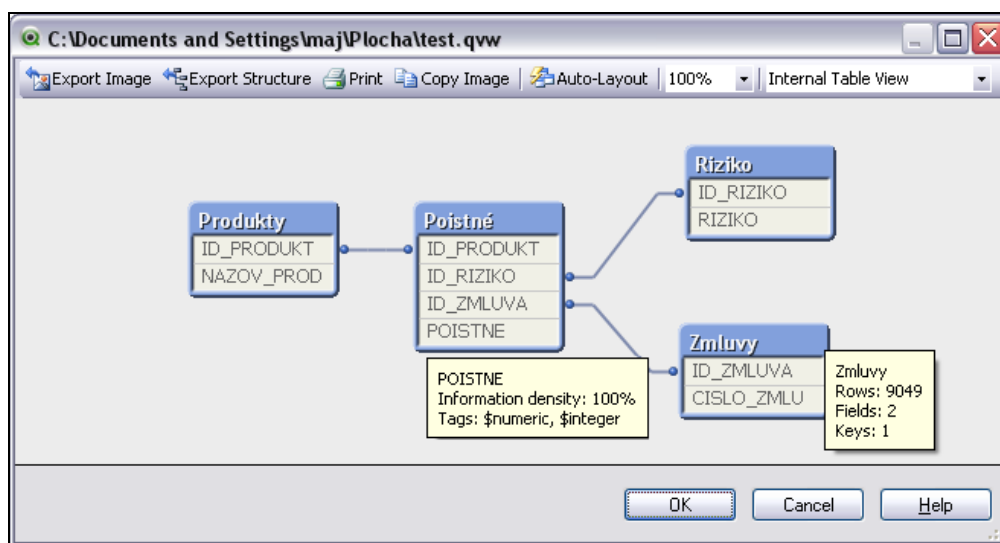 C:\Documents and Settings\maj\Plocha\test.qvw
Export Image Export Structure Print Copy Image Auto-Layout 100% Internal Table View
Produkty
ID_PRODUKT
NAZOV_PROD
Poistné
ID_PRODUKT
ID_RIZIKO
ID_ZMLUVA
POISTNE
Riziko
ID_RIZIKO
RIZIKO
Zmluvy
ID_ZMLUVA
CISLO_ZMLU
POISTNE
Information density: 100%
Tags: $numeric, $integer
Zmluvy
Rows: 9049
Fields: 2
Keys: 1
OK Cancel Help